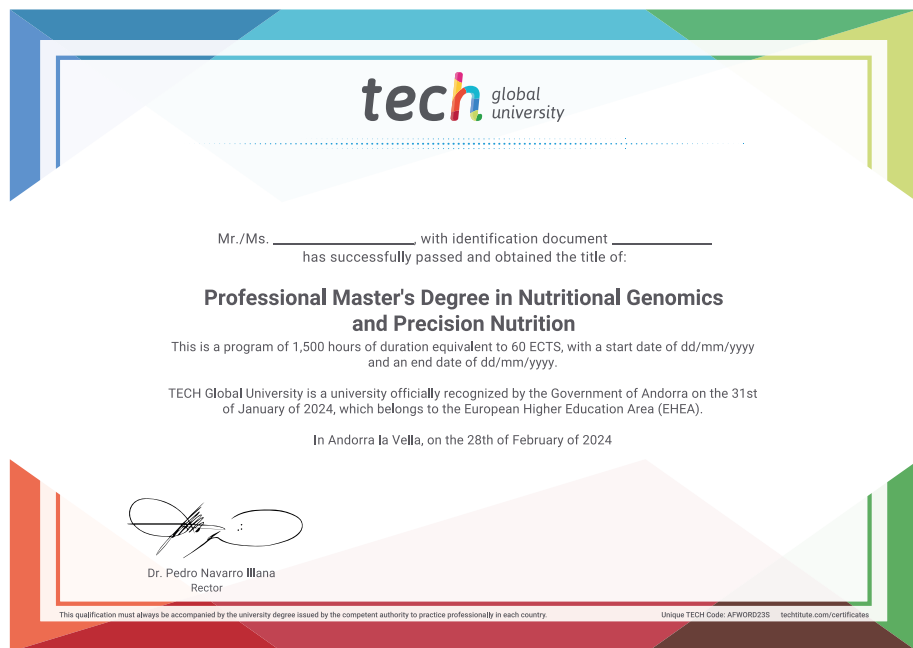 tech global university
Mr./Ms. ____________, with identification document ____________
has successfully passed and obtained the title of:
Professional Master's Degree in Nutritional Genomics
and Precision Nutrition
This is a program of 1,500 hours of duration equivalent to 60 ECTS, with a start date of dd/mm/yyyy
and an end date of dd/mm/yyyy.
TECH Global University is a university officially recognized by the Government of Andorra on the 31st
of January of 2024, which belongs to the European Higher Education Area (EHEA).
In Andorra la Vella, on the 28th of February of 2024
Dr. Pedro Navarro Illana
Rector
This qualification must always be accompanied by the university degree issued by the competent authority to practice professionally in each country.
Unique TECH Code: AFWORD23S techtitute.com/certificates